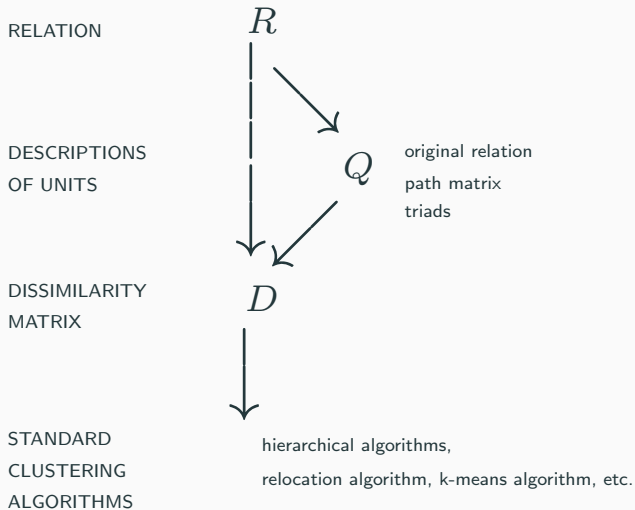 RELATION
R
DESCRIPTIONS
OF UNITS
Q
original relation
path matrix
triads
DISSIMILARITY
MATRIX
D
STANDARD
CLUSTERING
ALGORITHMS
hierarchical algorithms,
relocation algorithm, k-means algorithm, etc.